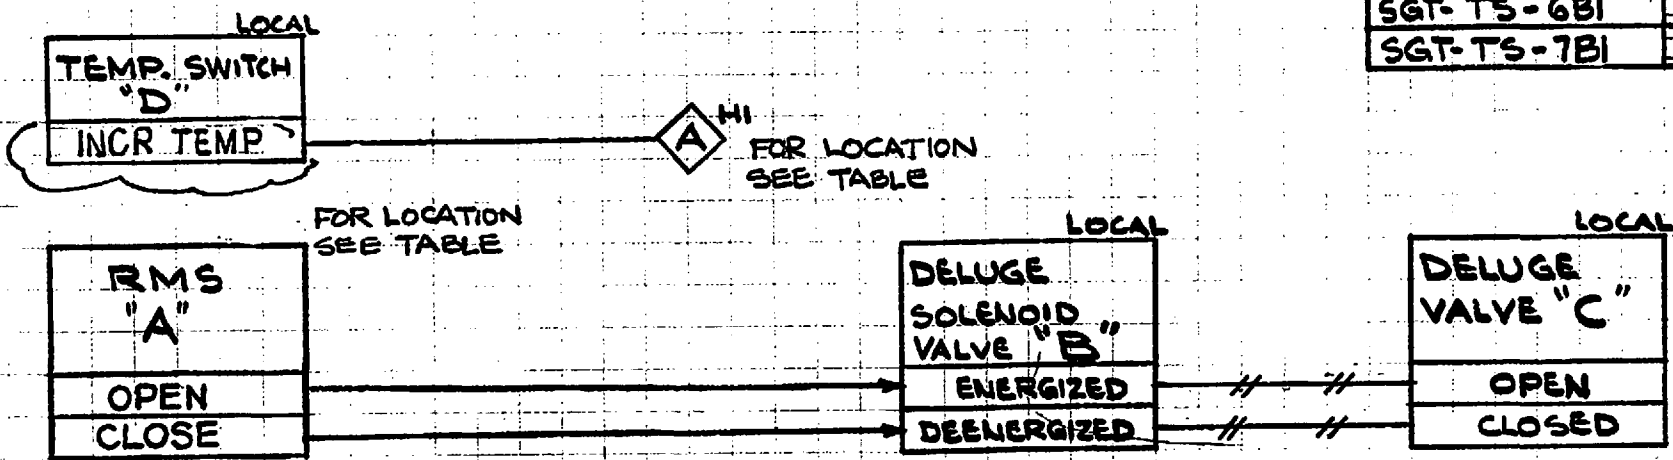 SGT-TS-6B1
SGT-TS-7B1
LOCAL
TEMP. SWITCH
"D"
INCR TEMP
A
HI
FOR LOCATION
SEE TABLE
FOR LOCATION
SEE TABLE
RMS
"A"
OPEN
CLOSE
LOCAL
DELUGE
SOLENOID
VALVE "B"
ENERGIZED
DEENERGIZED
LOCAL
DELUGE
VALVE "C"
OPEN
CLOSED